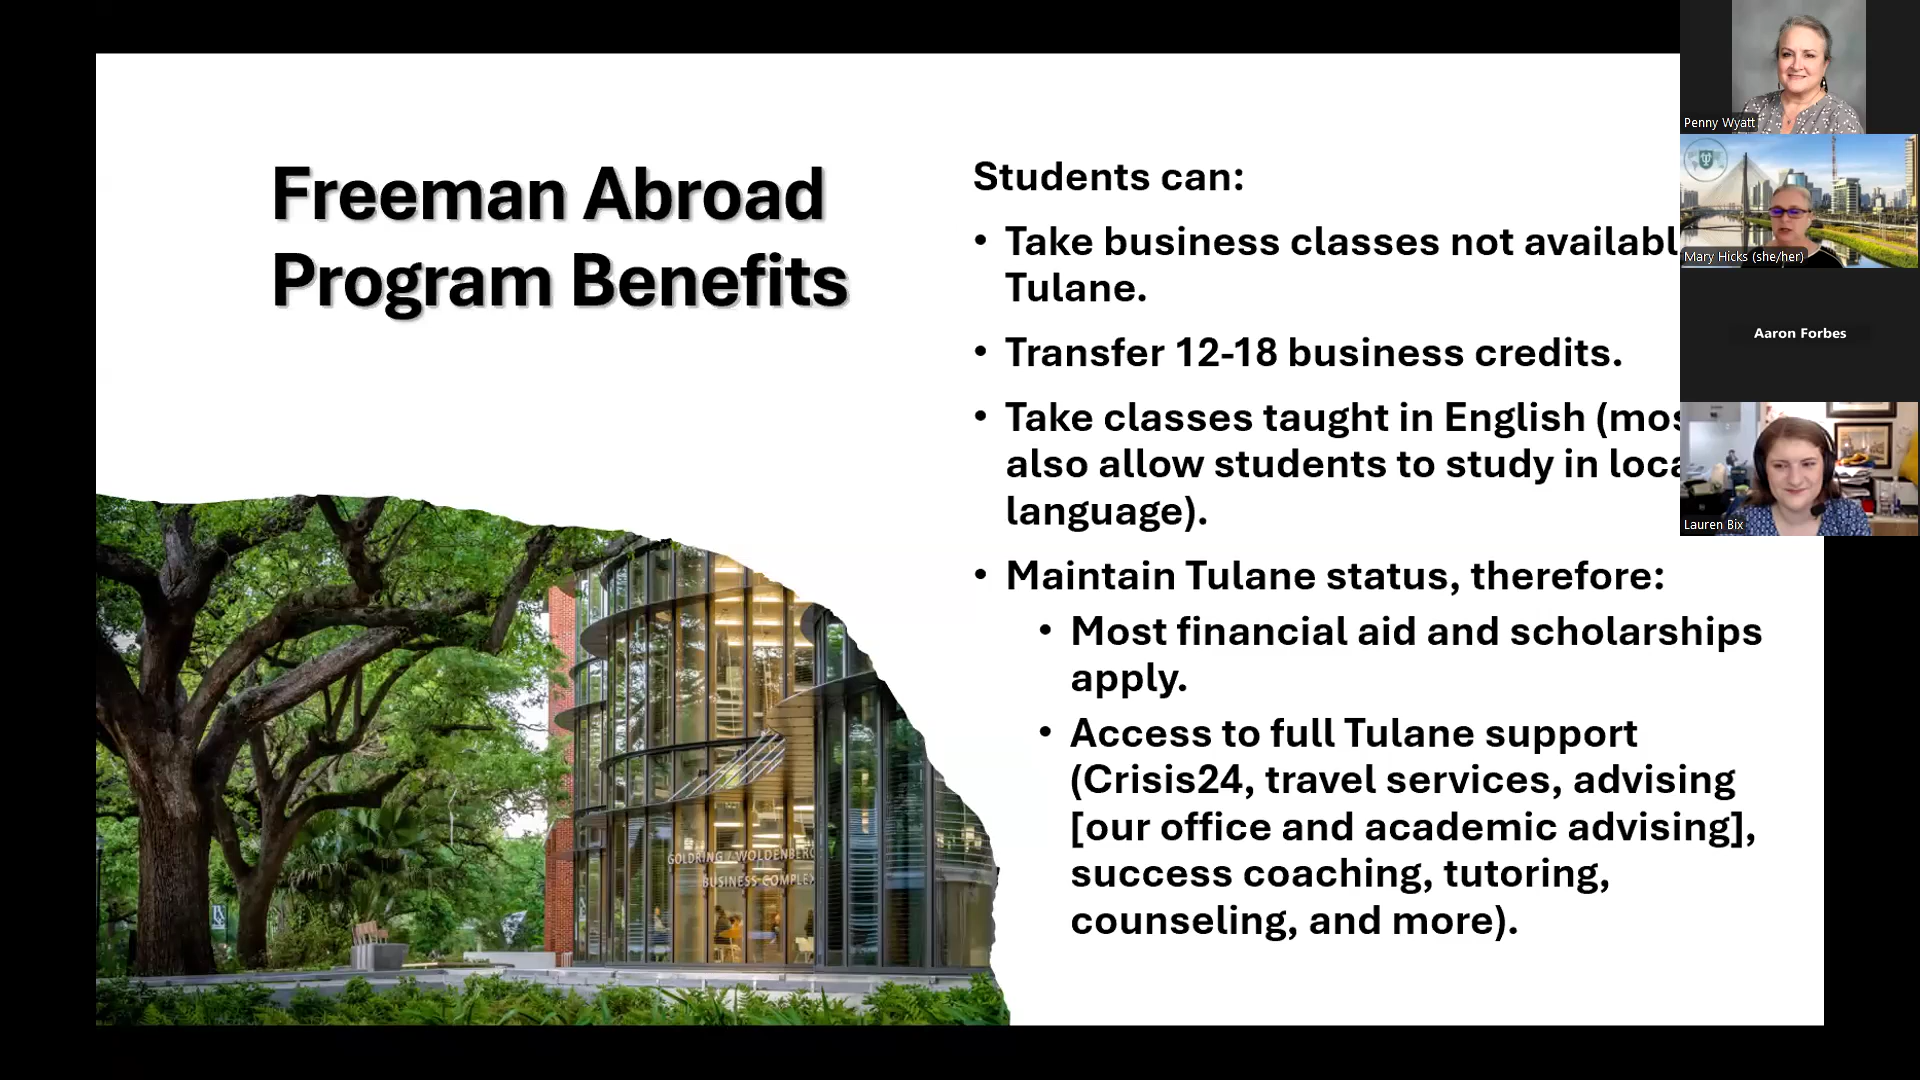 Freeman Abroad
Program Benefits
Students can:
• Take business classes not availabl
Tulane.
• Transfer 12-18 business credits.
• Take classes taught in English (mos
also allow students to study in loca
language).
• Maintain Tulane status, therefore:
• Most financial aid and scholarships
apply.
• Access to full Tulane support
(Crisis24, travel services, advising
[our office and academic advising],
success coaching, tutoring,
counseling, and more).
GOLDRING / WOLDENBERG
BUSINESS COMPLEX
Penny Wyatt
Mary Hicks (she/her)
Aaron Forbes
Lauren Bix